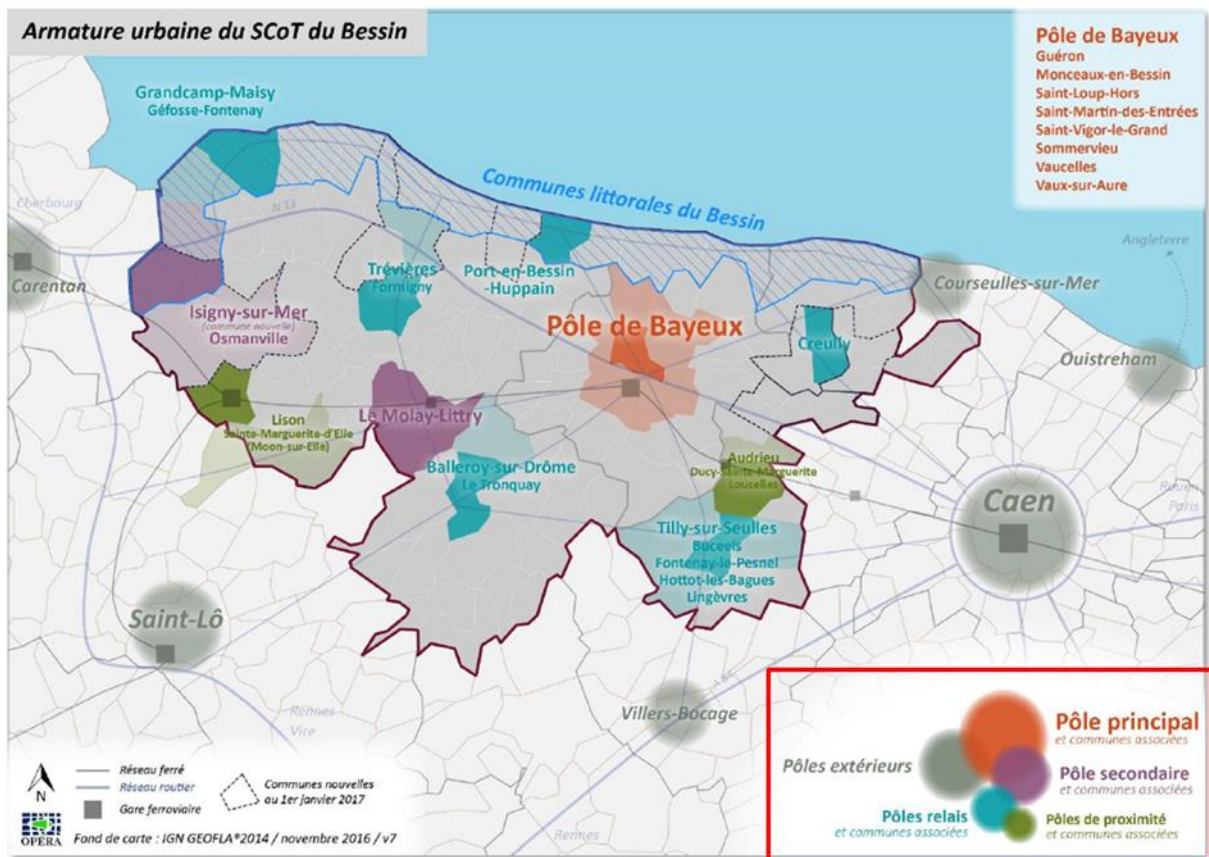 Armature urbaine du SCoT du Bessin
Pôle de Bayeux
Guéron
Monceaux-en-Bessin
Saint-Loup-Hors
Saint-Martin-des-Entrées
Saint-Vigor-le-Grand
Sommervieu
Vaucelles
Vaux-sur-Aure
Grandcamp-Maisy
Géfosse-Fontenay
Communes littorales du Bessin
Cherbourg
N 13
Angleterre
Carentan
Trévières
Formigny
Port-en-Bessin
-Huppain
Courseulles-sur-Mer
Isigny-sur-Mer
(commune nouvelle)
Osmanville
Pôle de Bayeux
Creully
Ouistreham
Le Molay-Littry
Lison
Sainte-Marguerite-d'Elle
(Moon-sur-Elle)
Balleroy-sur-Drôme
Le Tronquay
Audrieu
Ducy-Sainte-Marguerite
Loucelles
Caen
Rouen
Paris
Tilly-sur-Seulles
Buceels
Fontenay-le-Pesnel
Hottot-les-Bagues
Lingèvres
Saint-Lô
Villers-Bocage
A 84
Rennes
Vire
Rennes
Pôle principal
et communes associées
Pôles extérieurs
Pôle secondaire
et communes associées
Pôles relais
et communes associées
Pôles de proximité
et communes associées
N
Réseau ferré
Réseau routier
Gare ferroviaire
Communes nouvelles
au 1er janvier 2017
OPERA
Fond de carte : IGN GEOFLA®2014 / novembre 2016 / v7